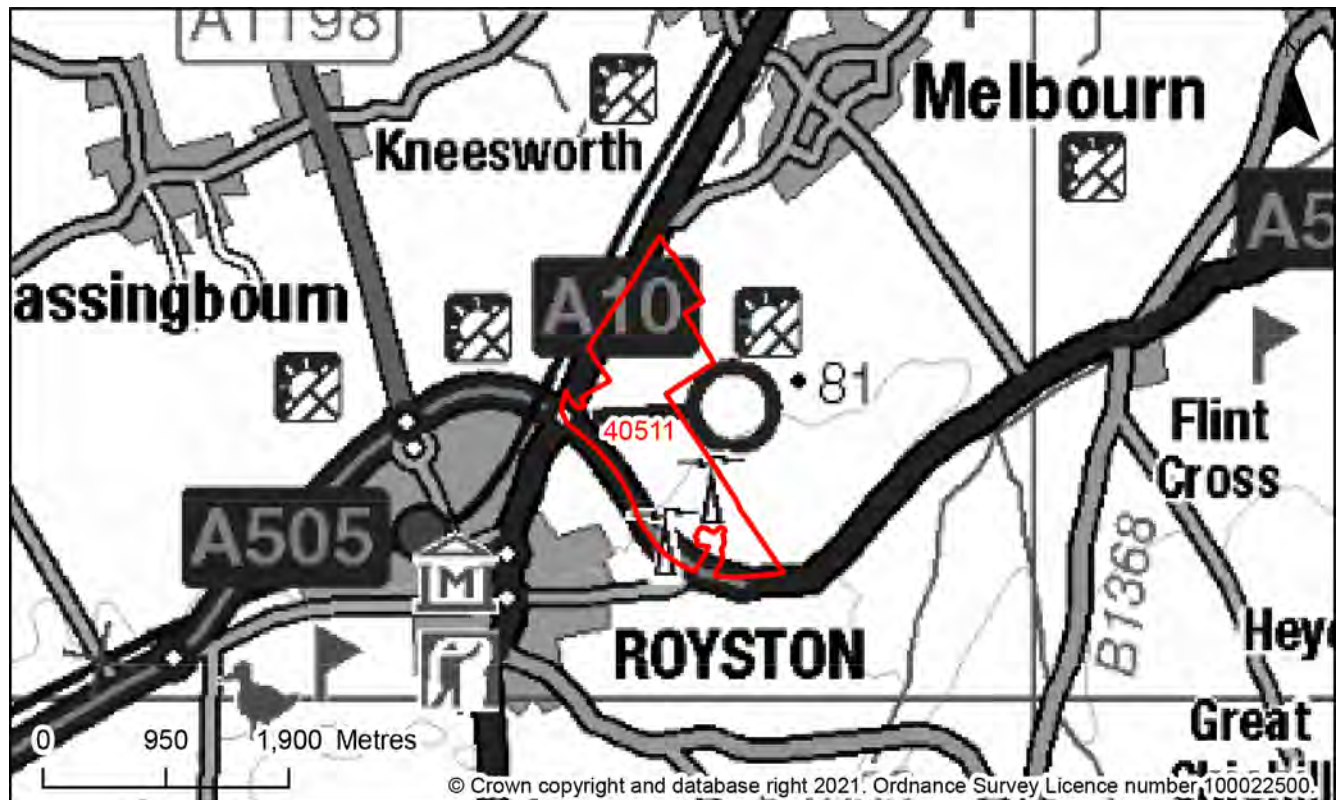 A1198
Melbourn
Kneesworth
A5
assingbourn
A10
81
40511
Flint
Cross
A505
M
B1368
ROYSTON
Hey
Great
0 950 1,900 Metres
© Crown copyright and database right 2021. Ordnance Survey Licence number 100022500.